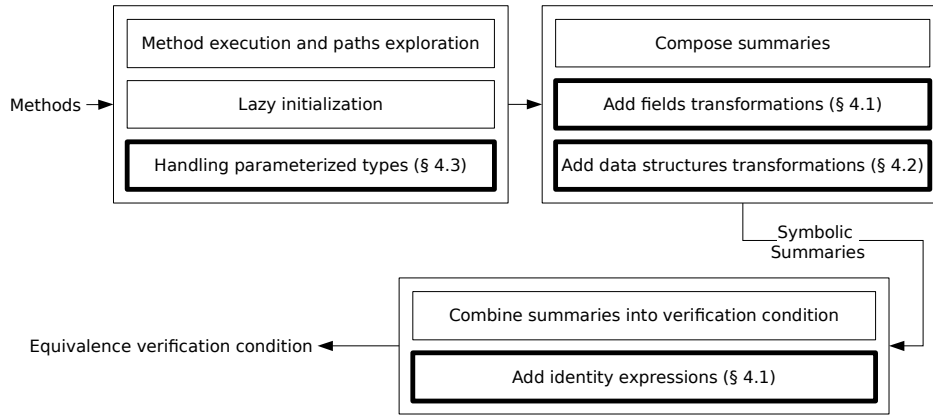 Method execution and paths exploration
Lazy initialization
Handling parameterized types (§ 4.3)
Methods
Compose summaries
Add fields transformations (§ 4.1)
Add data structures transformations (§ 4.2)
Symbolic
Summaries
Combine summaries into verification condition
Add identity expressions (§ 4.1)
Equivalence verification condition